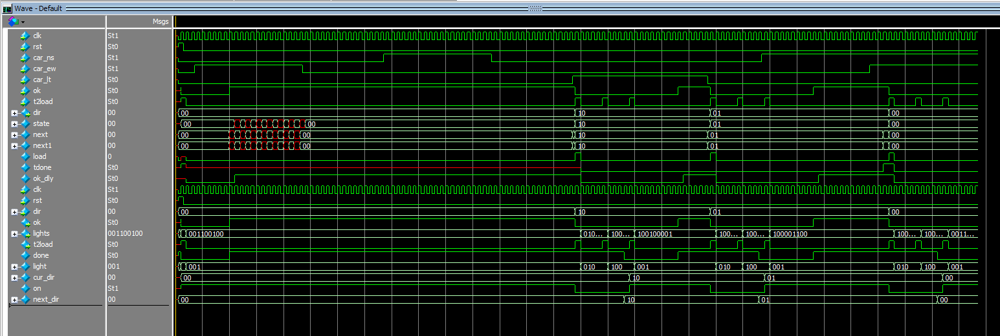 Wave - Default
Msgs
clk St1
rst St0
car_ns St1
car_ew St1
car_lt St0
ok St0
t2load St0
dir 00 00 10 01 00
state 00 00 00 10 01 00
next 00 00 00 10 01 00
next1 00 00 00 10 01 00
load 0
tdone St0
ok_dly St0
clk St1
rst St0
dir 00 00 10 01 00
ok St0
lights 001100100 001100100 010... 100... 100100001 100... 100... 100001100 100... 100... 0011...
t2load St0
done St0
light 001 001 010 100 001 010 100 001 010 100 001
cur_dir 00 00 10 01 00
on St1
next_dir 00 00 10 01 00